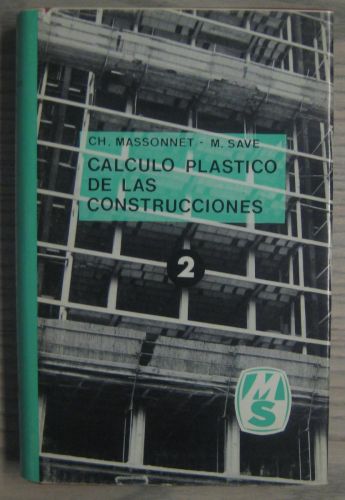 CH. MASSONNET - M. SAVE
CALCULO PLASTICO
DE LAS
CONSTRUCCIONES
2
MS